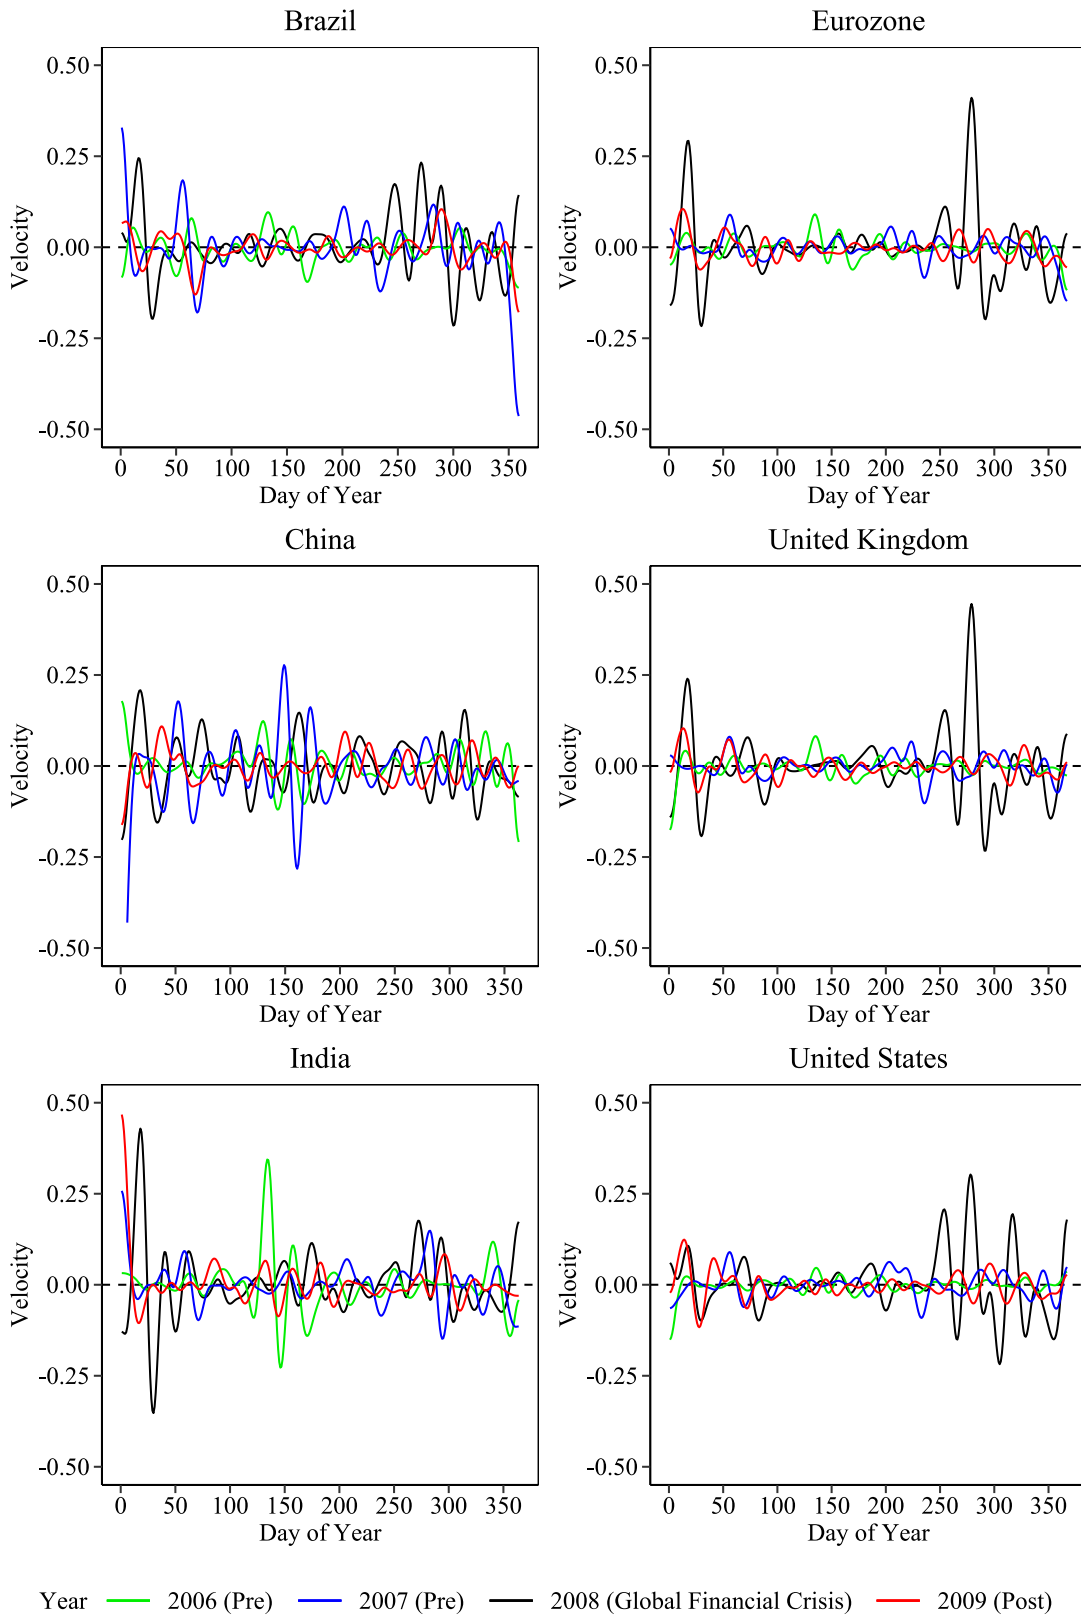 Brazil
0.50
0.25
0.00
-0.25
-0.50
Velocity
0 50 100 150 200 250 300 350
Day of Year
Eurozone
0.50
0.25
0.00
-0.25
-0.50
Velocity
0 50 100 150 200 250 300 350
Day of Year
China
0.50
0.25
0.00
-0.25
-0.50
Velocity
0 50 100 150 200 250 300 350
Day of Year
United Kingdom
0.50
0.25
0.00
-0.25
-0.50
Velocity
0 50 100 150 200 250 300 350
Day of Year
India
0.50
0.25
0.00
-0.25
-0.50
Velocity
0 50 100 150 200 250 300 350
Day of Year
United States
0.50
0.25
0.00
-0.25
-0.50
Velocity
0 50 100 150 200 250 300 350
Day of Year
Year 2006 (Pre) 2007 (Pre) 2008 (Global Financial Crisis) 2009 (Post)